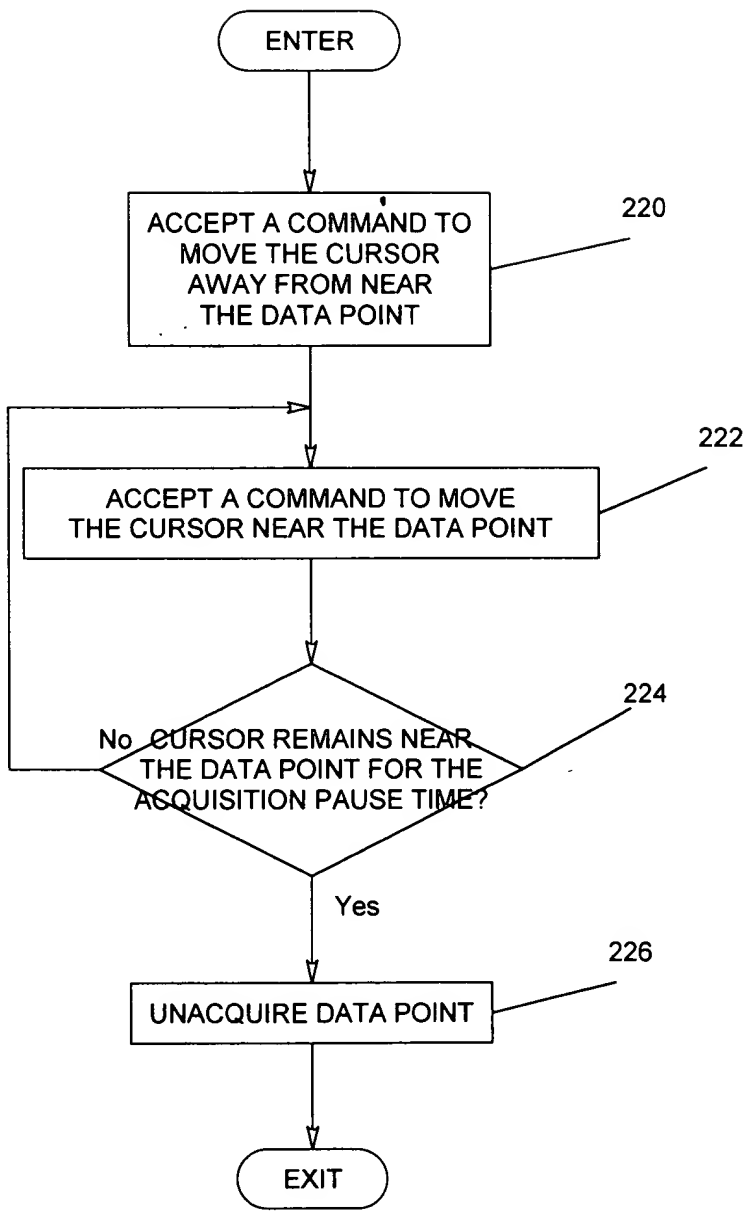 ENTER
ACCEPT A COMMAND TO
MOVE THE CURSOR
AWAY FROM NEAR
THE DATA POINT
220
222
ACCEPT A COMMAND TO MOVE
THE CURSOR NEAR THE DATA POINT
224
No CURSOR REMAINS NEAR
THE DATA POINT FOR THE
ACQUISITION PAUSE TIME?
Yes
226
UNACQUIRE DATA POINT
EXIT